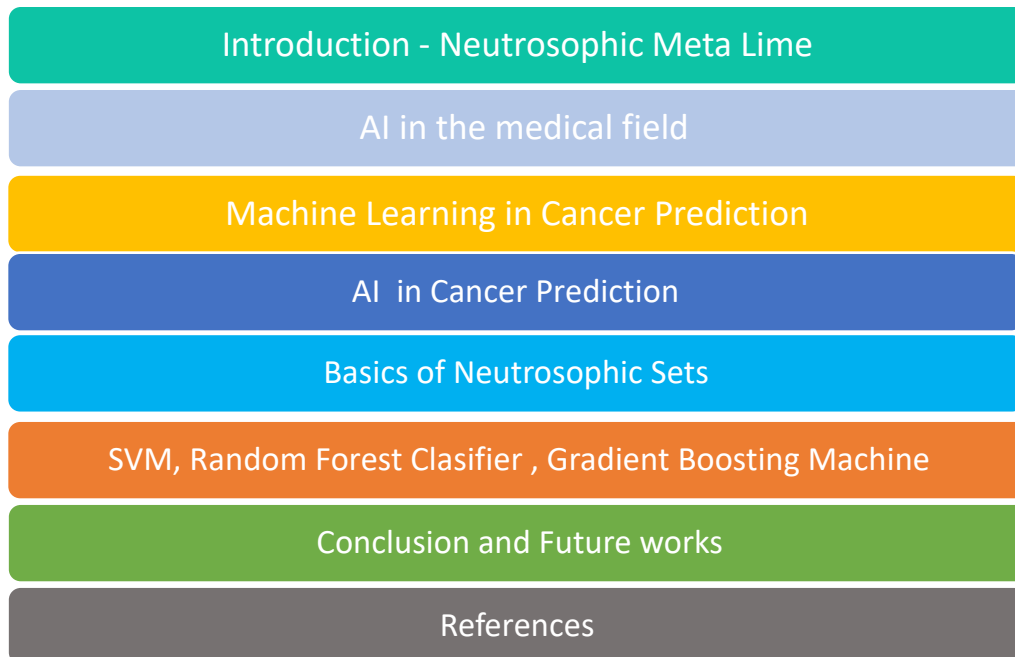 Introduction - Neutrosophic Meta Lime
AI in the medical field
Machine Learning in Cancer Prediction
AI  in Cancer Prediction
Basics of Neutrosophic Sets
SVM, Random Forest Clasifier , Gradient Boosting Machine
Conclusion and Future works
References